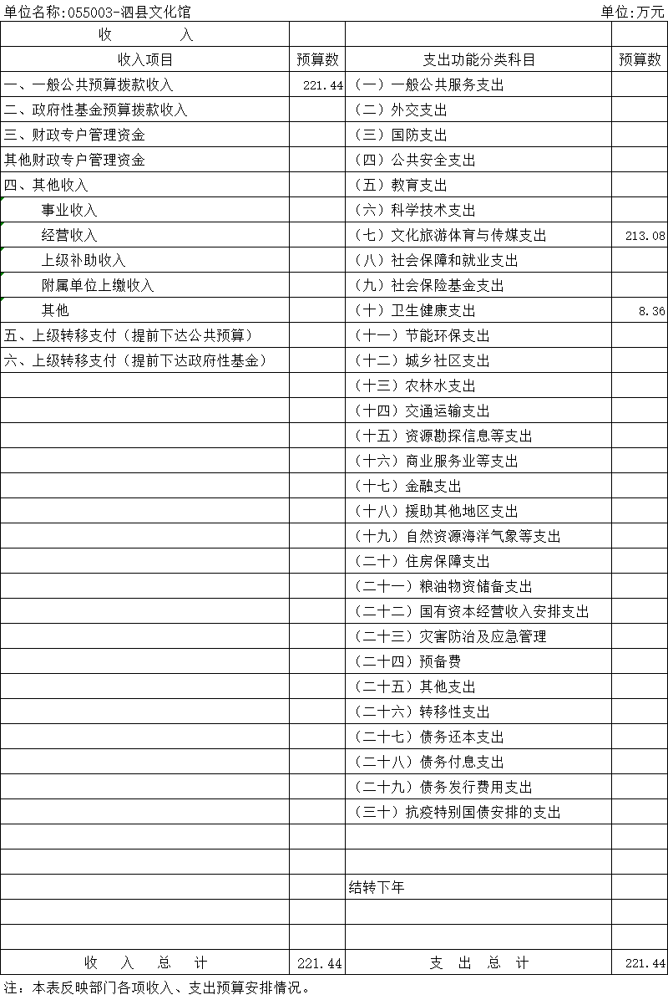 单位名称:055003-泗县文化馆 单位:万元
收 入
收入项目 预算数 支出功能分类科目 预算数
一、一般公共预算拨款收入 221.44 （一）一般公共服务支出
二、政府性基金预算拨款收入 （二）外交支出
三、财政专户管理资金 （三）国防支出
其他财政专户管理资金 （四）公共安全支出
四、其他收入 （五）教育支出
事业收入 （六）科学技术支出
经营收入 （七）文化旅游体育与传媒支出 213.08
上级补助收入 （八）社会保障和就业支出
附属单位上缴收入 （九）社会保险基金支出
其他 （十）卫生健康支出 8.36
五、上级转移支付（提前下达公共预算） （十一）节能环保支出
六、上级转移支付（提前下达政府性基金） （十二）城乡社区支出
（十三）农林水支出
（十四）交通运输支出
（十五）资源勘探信息等支出
（十六）商业服务业等支出
（十七）金融支出
（十八）援助其他地区支出
（十九）自然资源海洋气象等支出
（二十）住房保障支出
（二十一）粮油物资储备支出
（二十二）国有资本经营收入安排支出
（二十三）灾害防治及应急管理
（二十四）预备费
（二十五）其他支出
（二十六）转移性支出
（二十七）债务还本支出
（二十八）债务付息支出
（二十九）债务发行费用支出
（三十）抗疫特别国债安排的支出
结转下年
收 入 总 计 221.44 支 出 总 计 221.44
注：本表反映部门各项收入、支出预算安排情况。